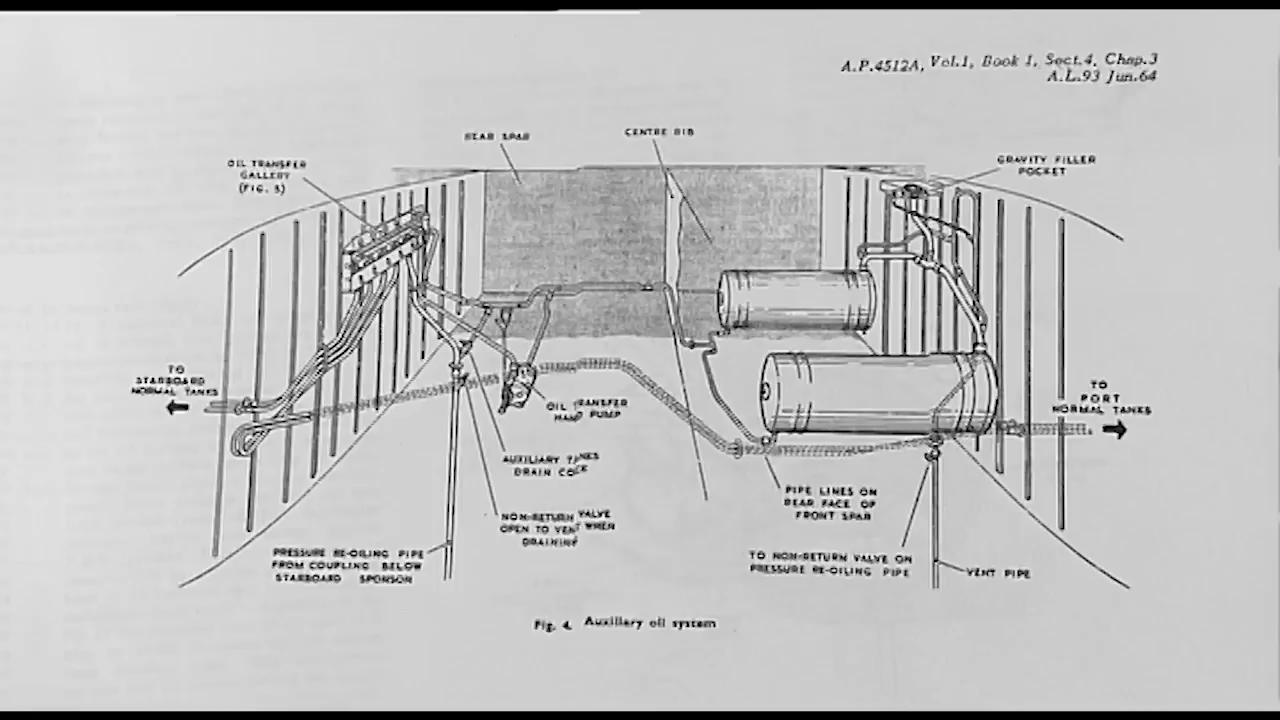 A.P.4512A, Vol.1, Book 1, Sect.4, Chap.3
A.L.93 Jun.64
REAR SPAR
CENTRE RIB
OIL TRANSFER
GALLERY
(FIG. 3)
GRAVITY FILLER
POCKET
TO
STARBOARD
NORMAL TANKS
TO
PORT
NORMAL TANKS
OIL TRANSFER
HAND PUMP
AUXILIARY TANKS
DRAIN COCK
PIPE LINES ON
REAR FACE OF
FRONT SPAR
NON-RETURN VALVE
OPEN TO VENT WHEN
DRAINING
PRESSURE RE-OILING PIPE
FROM COUPLING BELOW
STARBOARD SPONSON
TO NON-RETURN VALVE ON
PRESSURE RE-OILING PIPE
VENT PIPE
Fig. 4. Auxiliary oil system